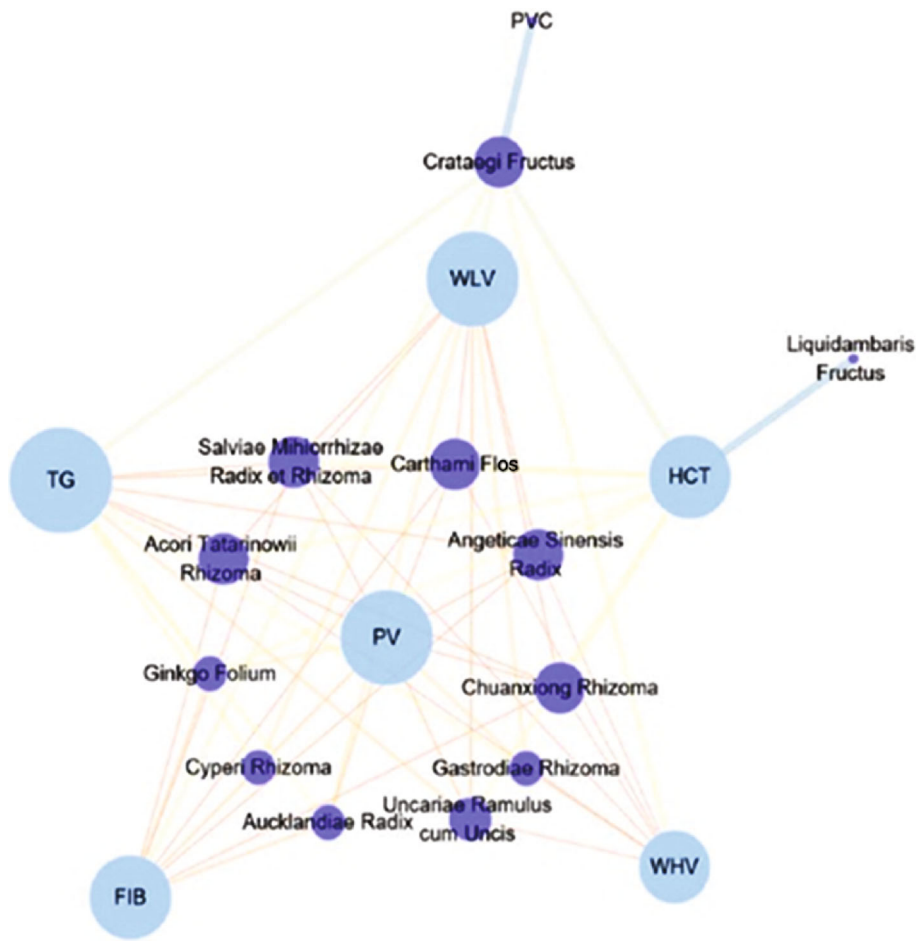 PVC
Crataegi Fructus
WLV
Liquidambaris
Fructus
Salviae Mihiorrhizae
Radix et Rhizoma
Carthami Flos
TG
HCT
Acori Tatarinowii
Rhizoma
Angeticae Sinensis
Radix
PV
Ginkgo Folium
Chuanxiong Rhizoma
Cyperi Rhizoma
Gastrodiae Rhizoma
Aucklandiae Radix
Uncariae Ramulus
cum Uncis
WHV
FIB